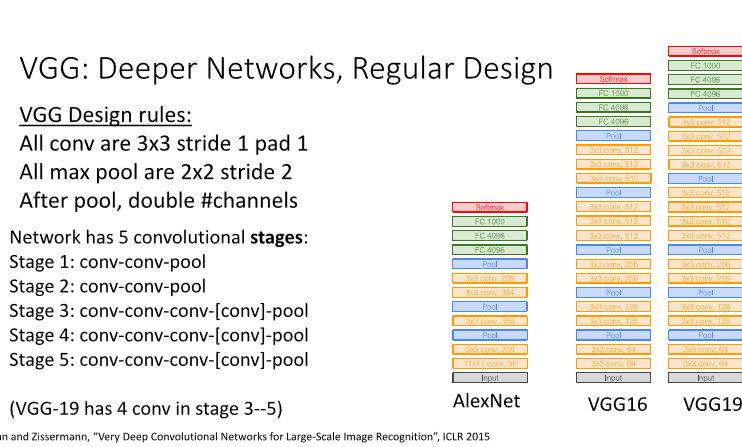 VGG: Deeper Networks, Regular Design
VGG Design rules:
All conv are 3x3 stride 1 pad 1
All max pool are 2x2 stride 2
After pool, double #channels
Network has 5 convolutional stages:
Stage 1: conv-conv-pool
Stage 2: conv-conv-pool
Stage 3: conv-conv-conv-[conv]-pool
Stage 4: conv-conv-conv-[conv]-pool
Stage 5: conv-conv-conv-[conv]-pool
(VGG-19 has 4 conv in stage 3--5)
Softmax
FC 1000
FC 4096
FC 4096
Pool
3x3 conv, 256
3x3 conv, 384
Pool
3x3 conv, 384
Pool
5x5 conv, 256
11x11 conv, 96
Input
AlexNet
Softmax
FC 1000
FC 4096
FC 4096
Pool
3x3 conv, 512
3x3 conv, 512
3x3 conv, 512
Pool
3x3 conv, 512
3x3 conv, 512
3x3 conv, 512
Pool
3x3 conv, 256
3x3 conv, 256
Pool
3x3 conv, 128
3x3 conv, 128
Pool
3x3 conv, 64
3x3 conv, 64
Input
VGG16
Softmax
FC 1000
FC 4096
FC 4096
Pool
3x3 conv, 512
3x3 conv, 512
3x3 conv, 512
3x3 conv, 512
Pool
3x3 conv, 512
3x3 conv, 512
3x3 conv, 512
3x3 conv, 512
Pool
3x3 conv, 256
3x3 conv, 256
Pool
3x3 conv, 128
3x3 conv, 128
Pool
3x3 conv, 64
3x3 conv, 64
Input
VGG19
an and Zissermann, “Very Deep Convolutional Networks for Large-Scale Image Recognition”, ICLR 2015